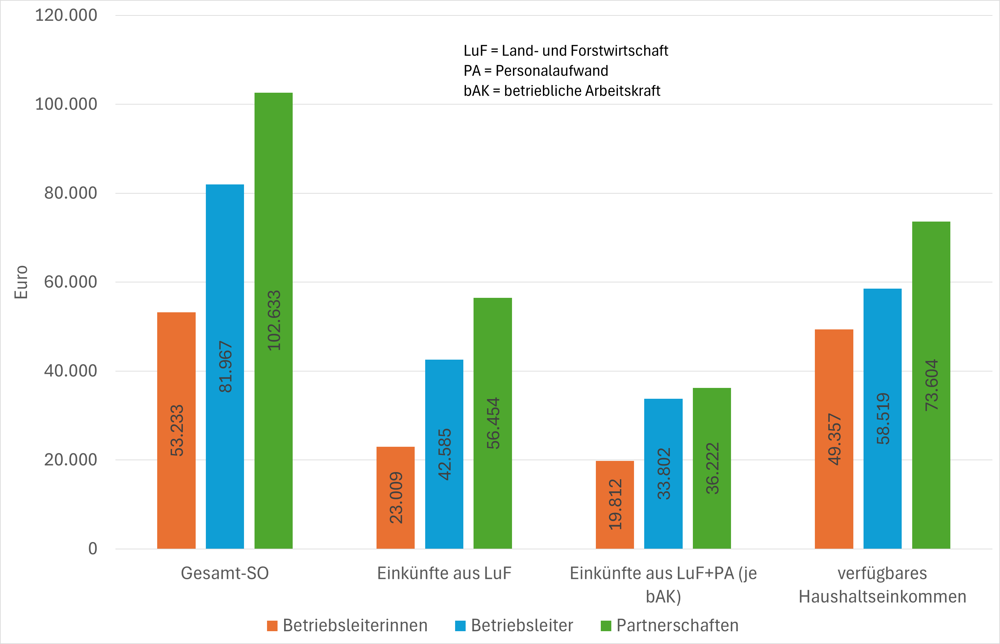 120.000
LuF = Land- und Forstwirtschaft
PA = Personalaufwand
bAK = betriebliche Arbeitskraft
100.000
80.000
60.000
40.000
20.000
0
Euro
53.233
81.967
102.633
23.009
42.585
56.454
19.812
33.802
36.222
49.357
58.519
73.604
Gesamt-SO
Einkünfte aus LuF
Einkünfte aus LuF+PA (je
bAK)
verfügbares
Haushaltseinkommen
Betriebsleiterinnen
Betriebsleiter
Partnerschaften